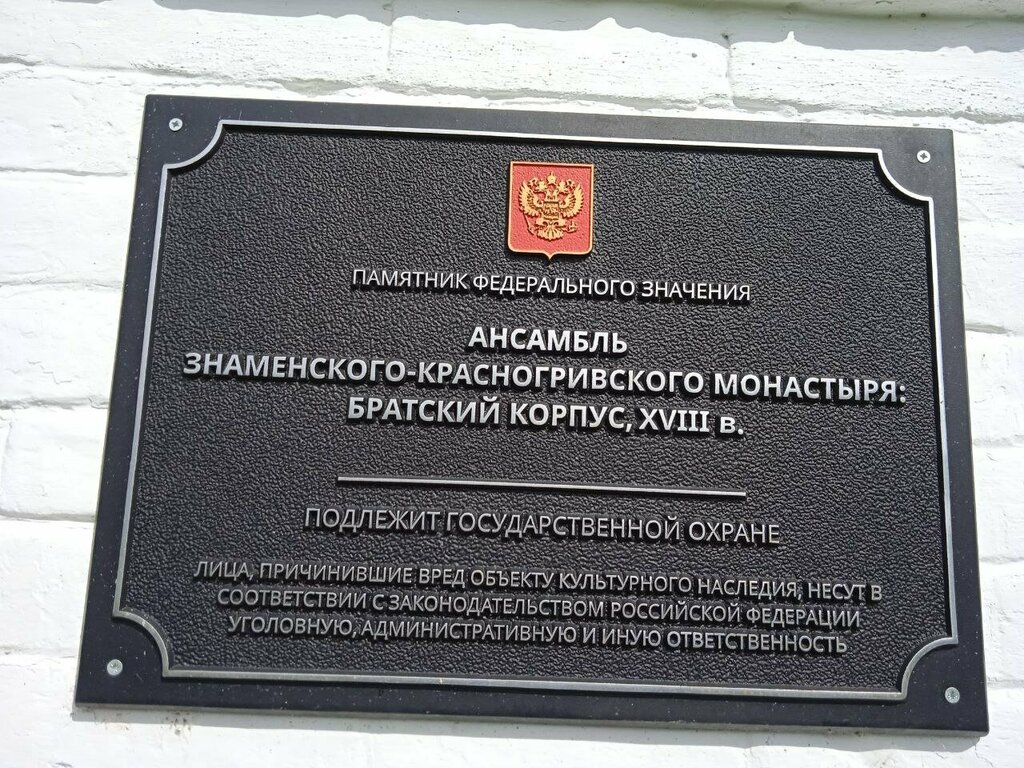 ПАМЯТНИК ФЕДЕРАЛЬНОГО ЗНАЧЕНИЯ
АНСАМБЛЬ
ЗНАМЕНСКОГО-КРАСНОГРИВСКОГО МОНАСТЫРЯ:
БРАТСКИЙ КОРПУС, XVIII в.
ПОДЛЕЖИТ ГОСУДАРСТВЕННОЙ ОХРАНЕ
ЛИЦА, ПРИЧИНИВШИЕ ВРЕД ОБЪЕКТУ КУЛЬТУРНОГО НАСЛЕДИЯ, НЕСУТ В
СООТВЕТСТВИИ С ЗАКОНОДАТЕЛЬСТВОМ РОССИЙСКОЙ ФЕДЕРАЦИИ
УГОЛОВНУЮ, АДМИНИСТРАТИВНУЮ И ИНУЮ ОТВЕТСТВЕННОСТЬ